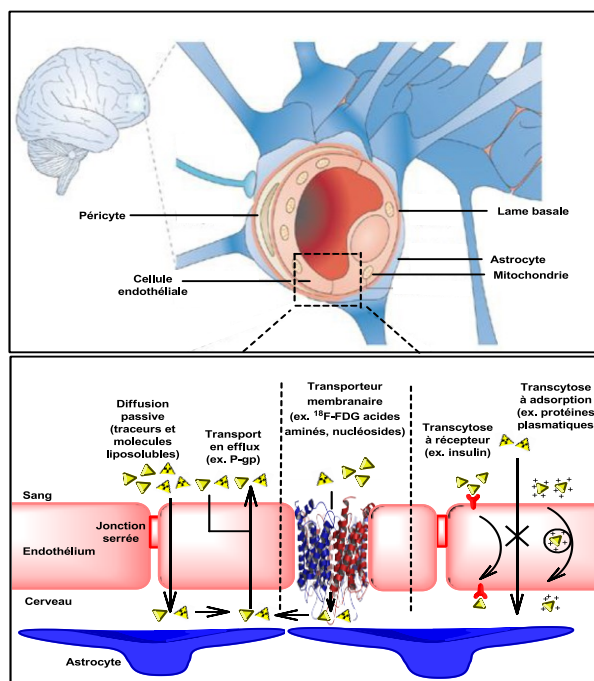 Péricyte
Lame basale
Astrocyte
Mitochondrie
Cellule
endothéliale
Diffusion
passive
(traceurs et
molécules
liposolubles)
Transport
en efflux
(ex. P-gp)
Transporteur
membranaire
(ex. ¹⁸F-FDG acides
aminés, nucléosides)
Transcytose
à récepteur
(ex. insulin)
Transcytose
à adsorption
(ex. protéines
plasmatiques)
Sang
Jonction
serrée
Endothélium
Cerveau
Astrocyte